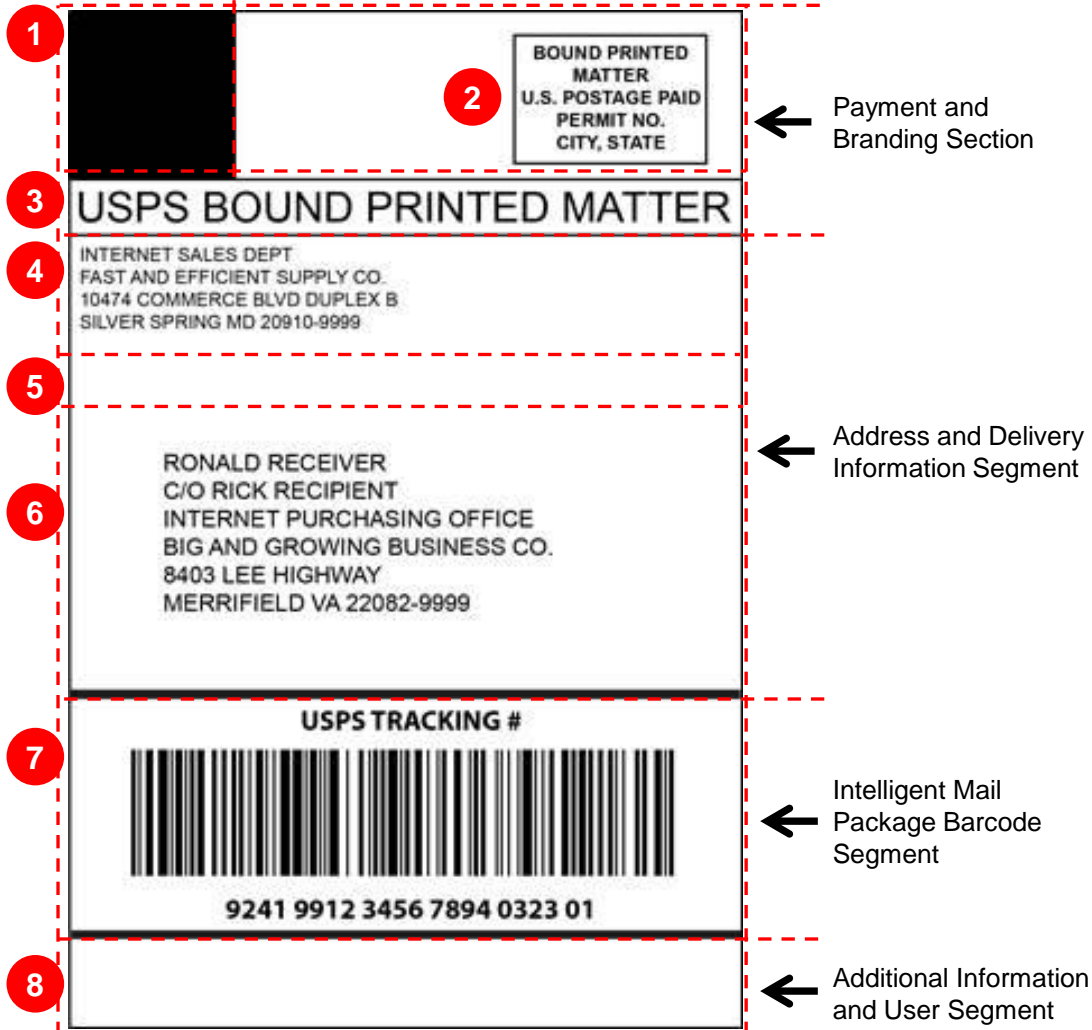 1
BOUND PRINTED
MATTER
U.S. POSTAGE PAID
PERMIT NO.
CITY, STATE
2
Payment and
Branding Section
3
USPS BOUND PRINTED MATTER
4
INTERNET SALES DEPT
FAST AND EFFICIENT SUPPLY CO.
10474 COMMERCE BLVD DUPLEX B
SILVER SPRING MD 20910-9999
5
Address and Delivery
Information Segment
6
RONALD RECEIVER
C/O RICK RECIPIENT
INTERNET PURCHASING OFFICE
BIG AND GROWING BUSINESS CO.
8403 LEE HIGHWAY
MERRIFIELD VA 22082-9999
7
USPS TRACKING #
9241 9912 3456 7894 0323 01
Intelligent Mail
Package Barcode
Segment
8
Additional Information
and User Segment